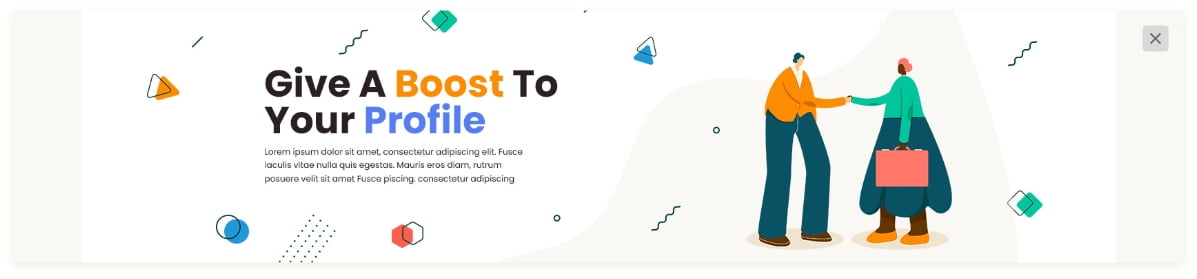 Give A Boost To
Your Profile
Lorem ipsum dolor sit amet, consectetur adipiscing elit. Fusce
iaculis vitae nulla quis egestas. Mauris eros diam, rutrum
posuere velit sit amet Fusce piscing. consectetur adipiscing